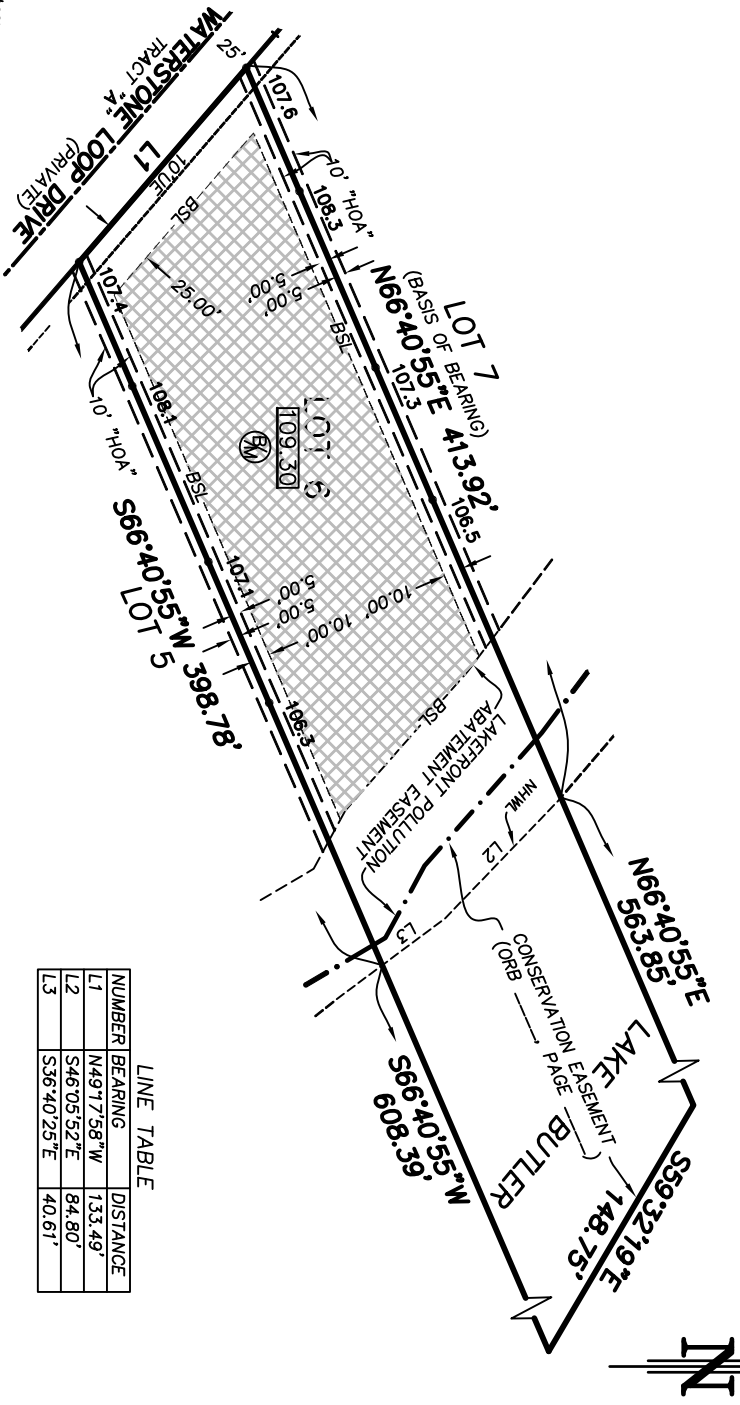 WATERSTONE LOOP DRIVE
TRACT "A"
(PRIVATE)
25'
L1
10'UE
BSL
25.00'
107.6
10' "HOA"
108.3
5.00'
5.00'
BSL
LOT 7
(BASIS OF BEARING)
N66°40'55"E 413.92'
107.3
106.5
LOT 6
109.30
B/M
107.4
10' "HOA"
108.1
BSL
S66°40'55"W 398.78'
LOT 5
107.1
5.00'
5.00'
10.00'
10.00'
106.3
BSL
LAKEFRONT POLLUTION
ABATEMENT EASEMENT
NHWL
L2
L3
N66°40'55"E
563.85'
CONSERVATION EASEMENT
(ORB ____, PAGE ____)
LAKE
BUTLER
S66°40'55"W
608.39'
S59°32'19"E
148.75'
N
LINE TABLE
NUMBER BEARING DISTANCE
L1 N49°17'58"W 133.49'
L2 S46°05'52"E 84.80'
L3 S36°40'25"E 40.61'